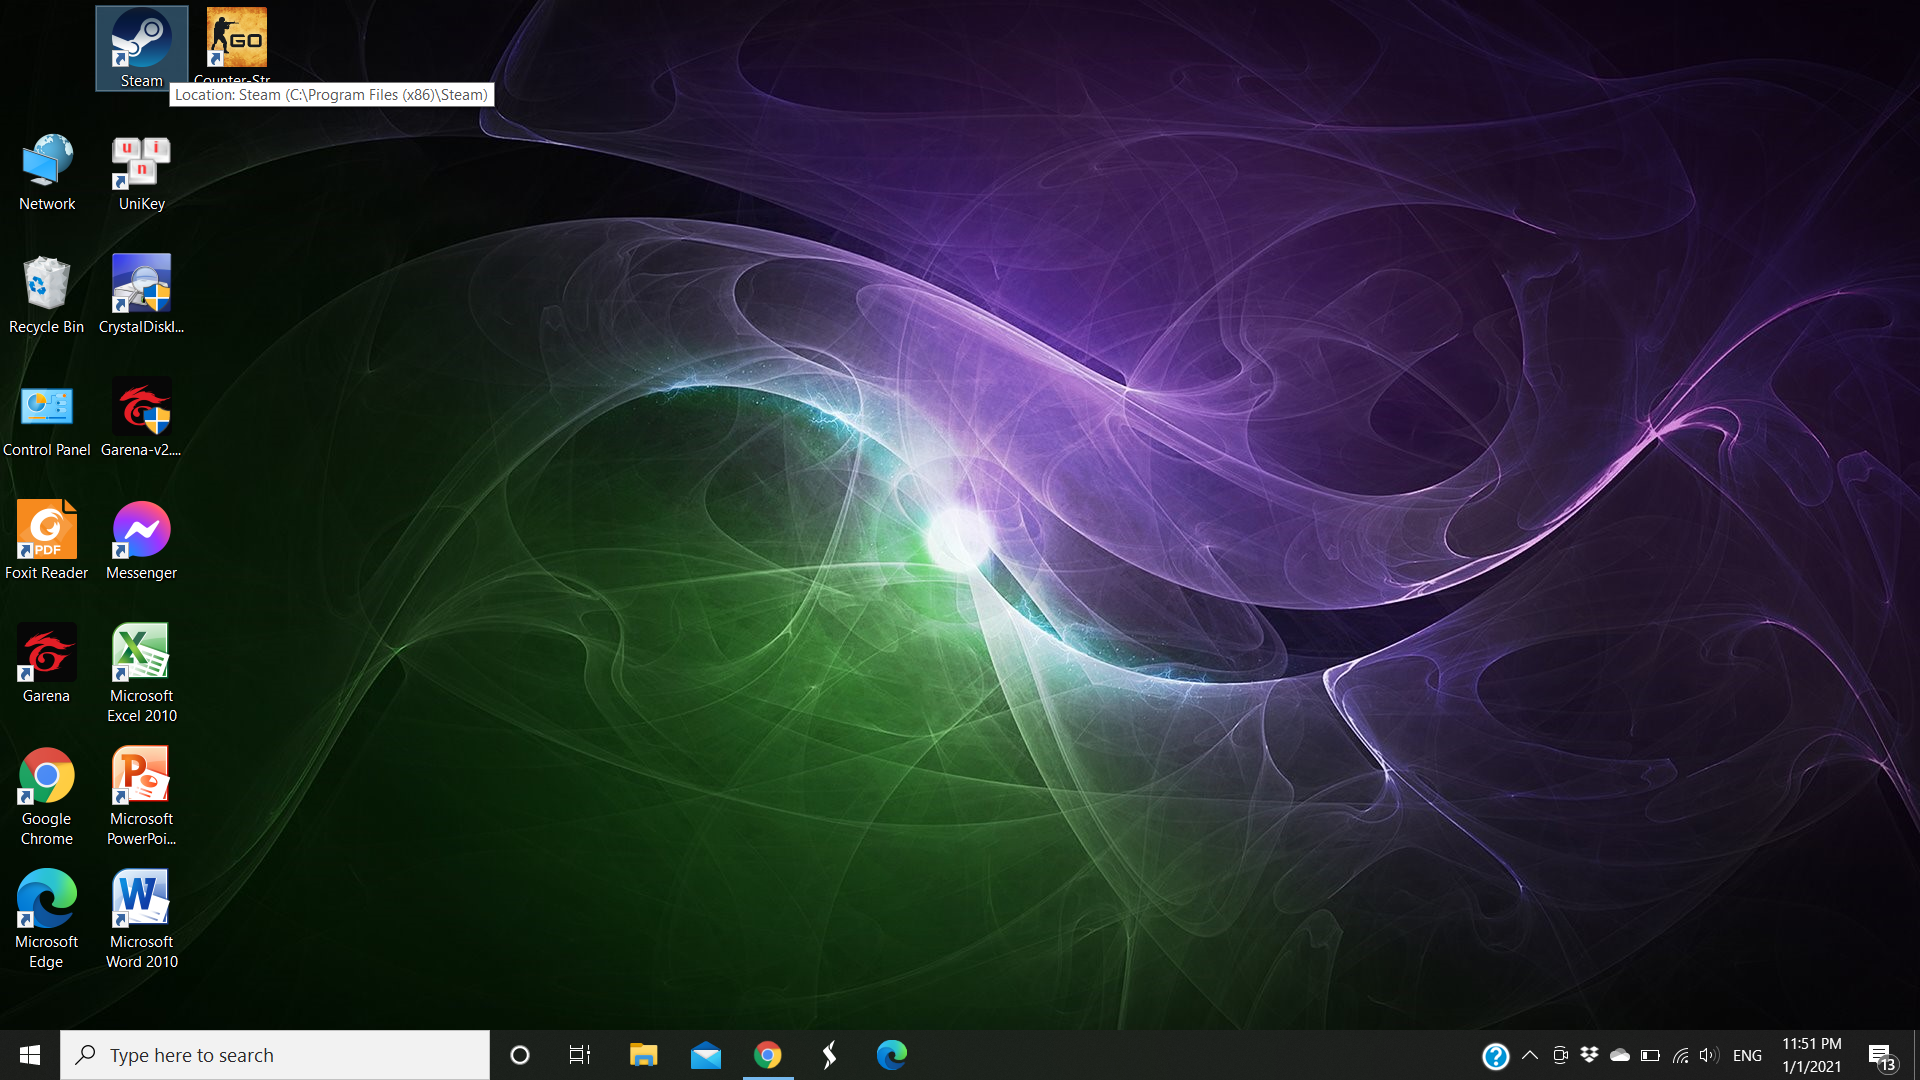 Steam
GO
Counter-Str
Location: Steam (C:\Program Files (x86)\Steam)
Network
u i n
UniKey
Recycle Bin
CrystalDiskI...
Control Panel
Garena-v2....
PDF
Foxit Reader
Messenger
Garena
Microsoft
Excel 2010
Google
Chrome
Microsoft
PowerPoi...
Microsoft
Edge
W
Microsoft
Word 2010
Type here to search
ENG
11:51 PM
1/1/2021
13